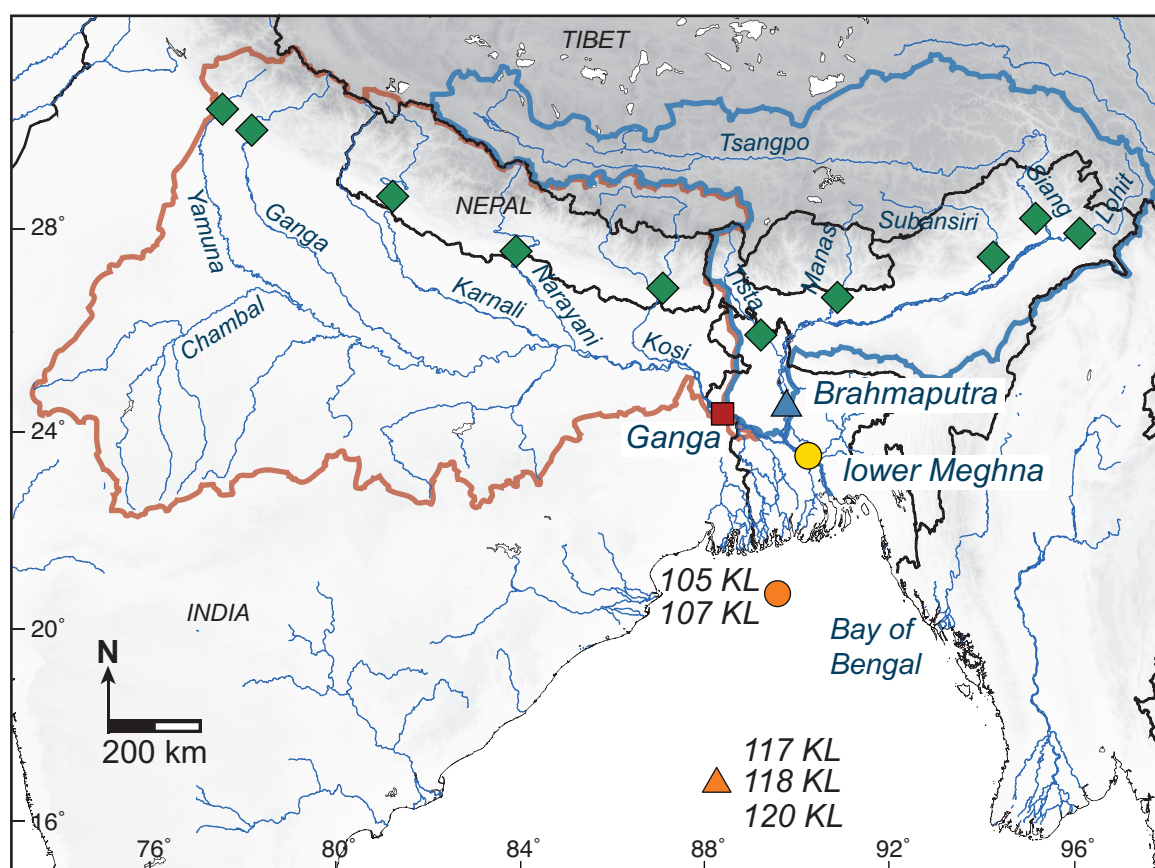 TIBET
Tsangpo
Siang
Lohit
Subansiri
Manas
NEPAL
28°
Yamuna
Ganga
Karnali
Narayani
Kosi
Tista
Chambal
Brahmaputra
24°
Ganga
lower Meghna
105 KL
107 KL
INDIA
20°
Bay of
Bengal
N
200 km
117 KL
118 KL
120 KL
16°
76°
80°
84°
88°
92°
96°